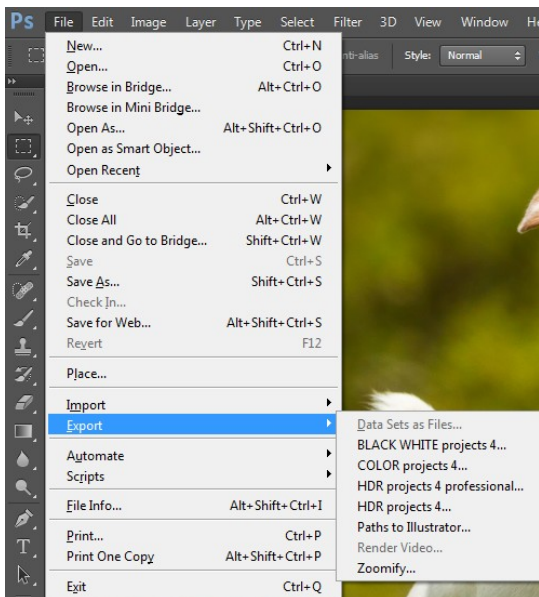 Ps File Edit Image Layer Type Select Filter 3D View Window
nti-alias Style: Normal
New... Ctrl+N
Open... Ctrl+O
Browse in Bridge... Alt+Ctrl+O
Browse in Mini Bridge...
Open As... Alt+Shift+Ctrl+O
Open as Smart Object...
Open Recent
Close Ctrl+W
Close All Alt+Ctrl+W
Close and Go to Bridge... Shift+Ctrl+W
Save Ctrl+S
Save As... Shift+Ctrl+S
Check In...
Save for Web... Alt+Shift+Ctrl+S
Revert F12
Place...
Import
Export
Automate
Scripts
File Info... Alt+Shift+Ctrl+I
Print... Ctrl+P
Print One Copy Alt+Shift+Ctrl+P
Exit Ctrl+Q
Data Sets as Files...
BLACK WHITE projects 4...
COLOR projects 4...
HDR projects 4 professional...
HDR projects 4...
Paths to Illustrator...
Render Video...
Zoomify...